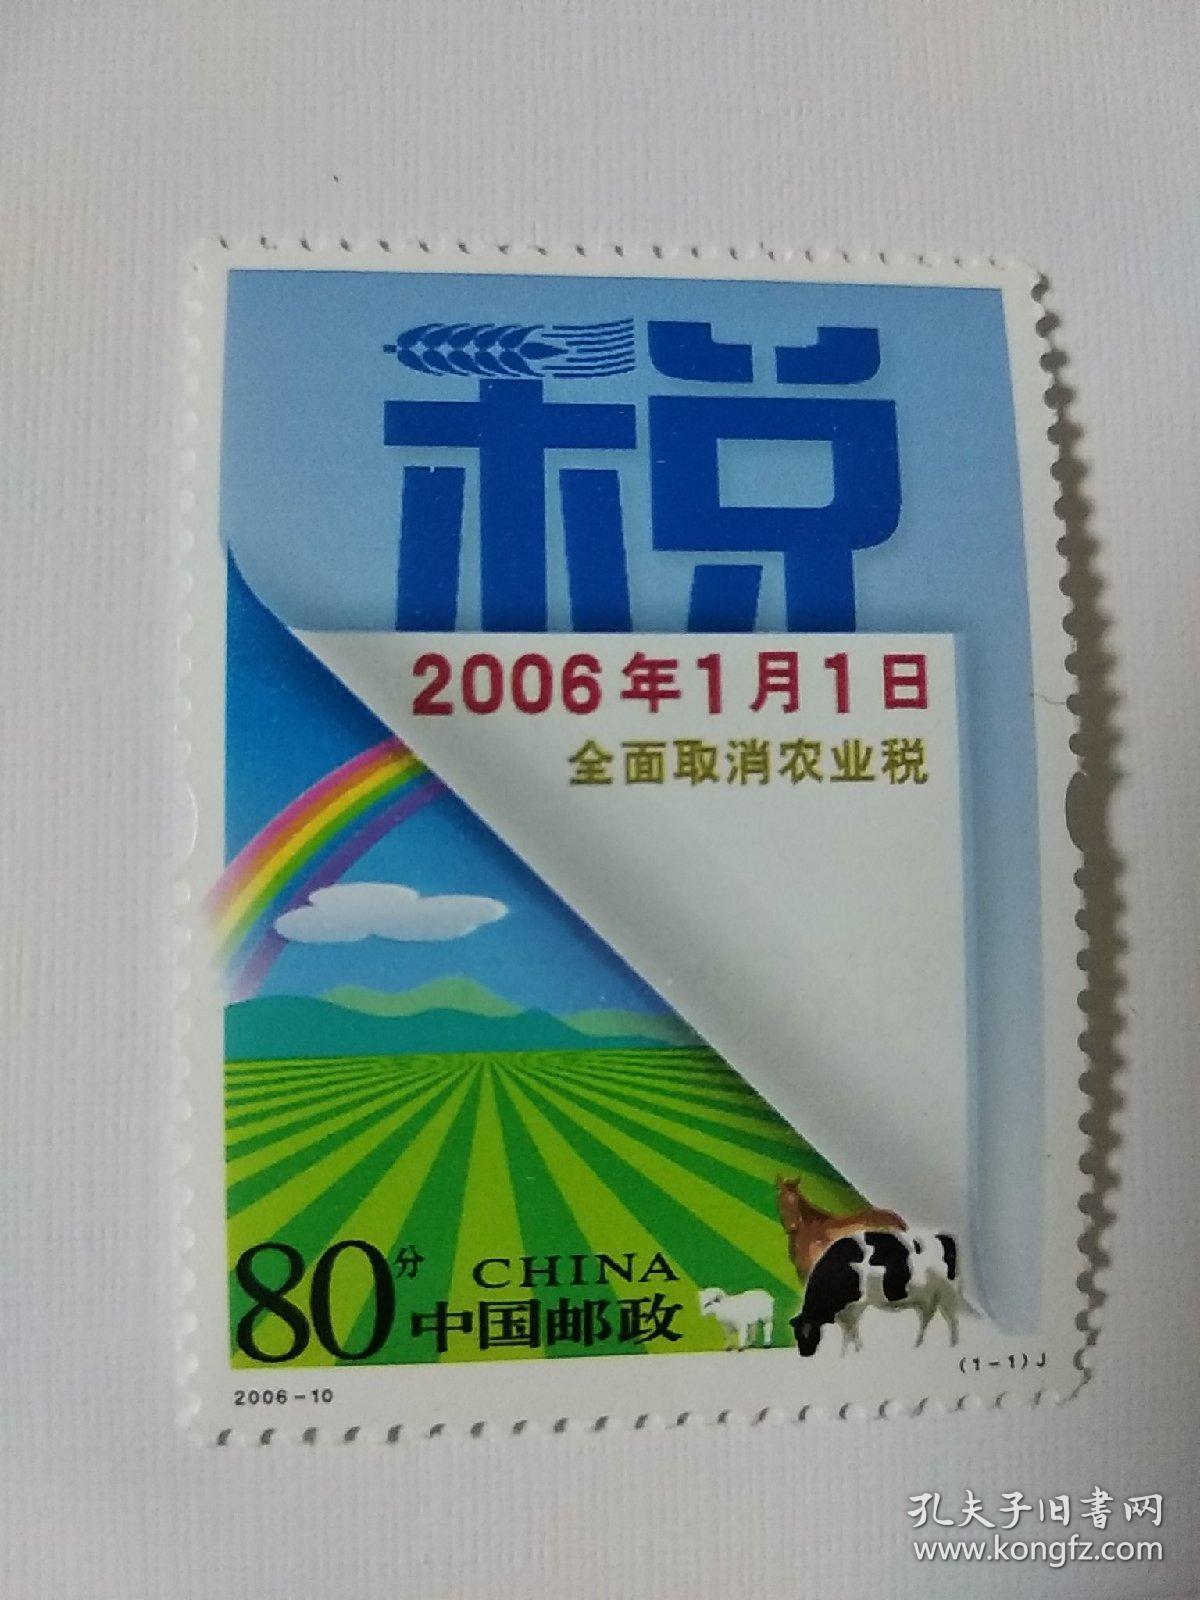 税
2006年1月1日
全面取消农业税
80分 CHINA
中国邮政
(1-1)J
2006-10
孔夫子旧書网
www.kongfz.com